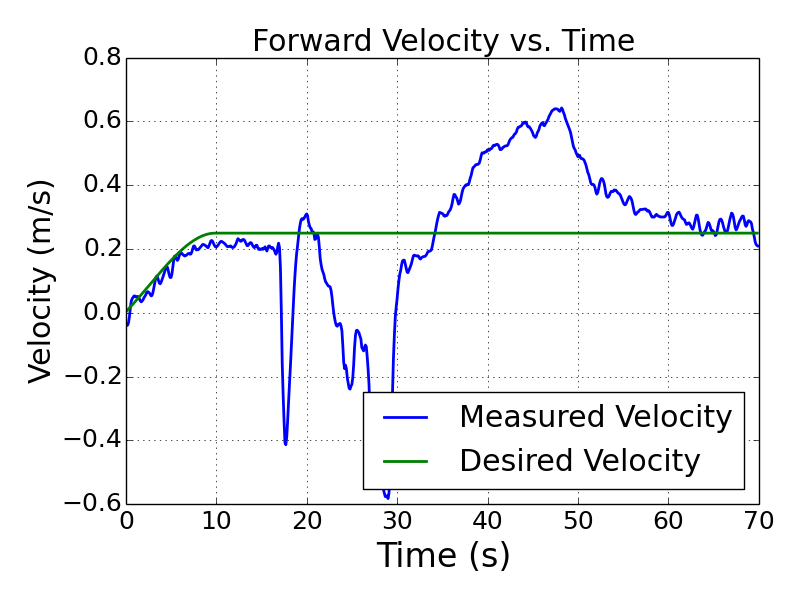 Forward Velocity vs. Time
0.8
0.6
0.4
0.2
0.0
−0.2
−0.4
−0.6
Velocity (m/s)
Measured Velocity
Desired Velocity
0 10 20 30 40 50 60 70
Time (s)